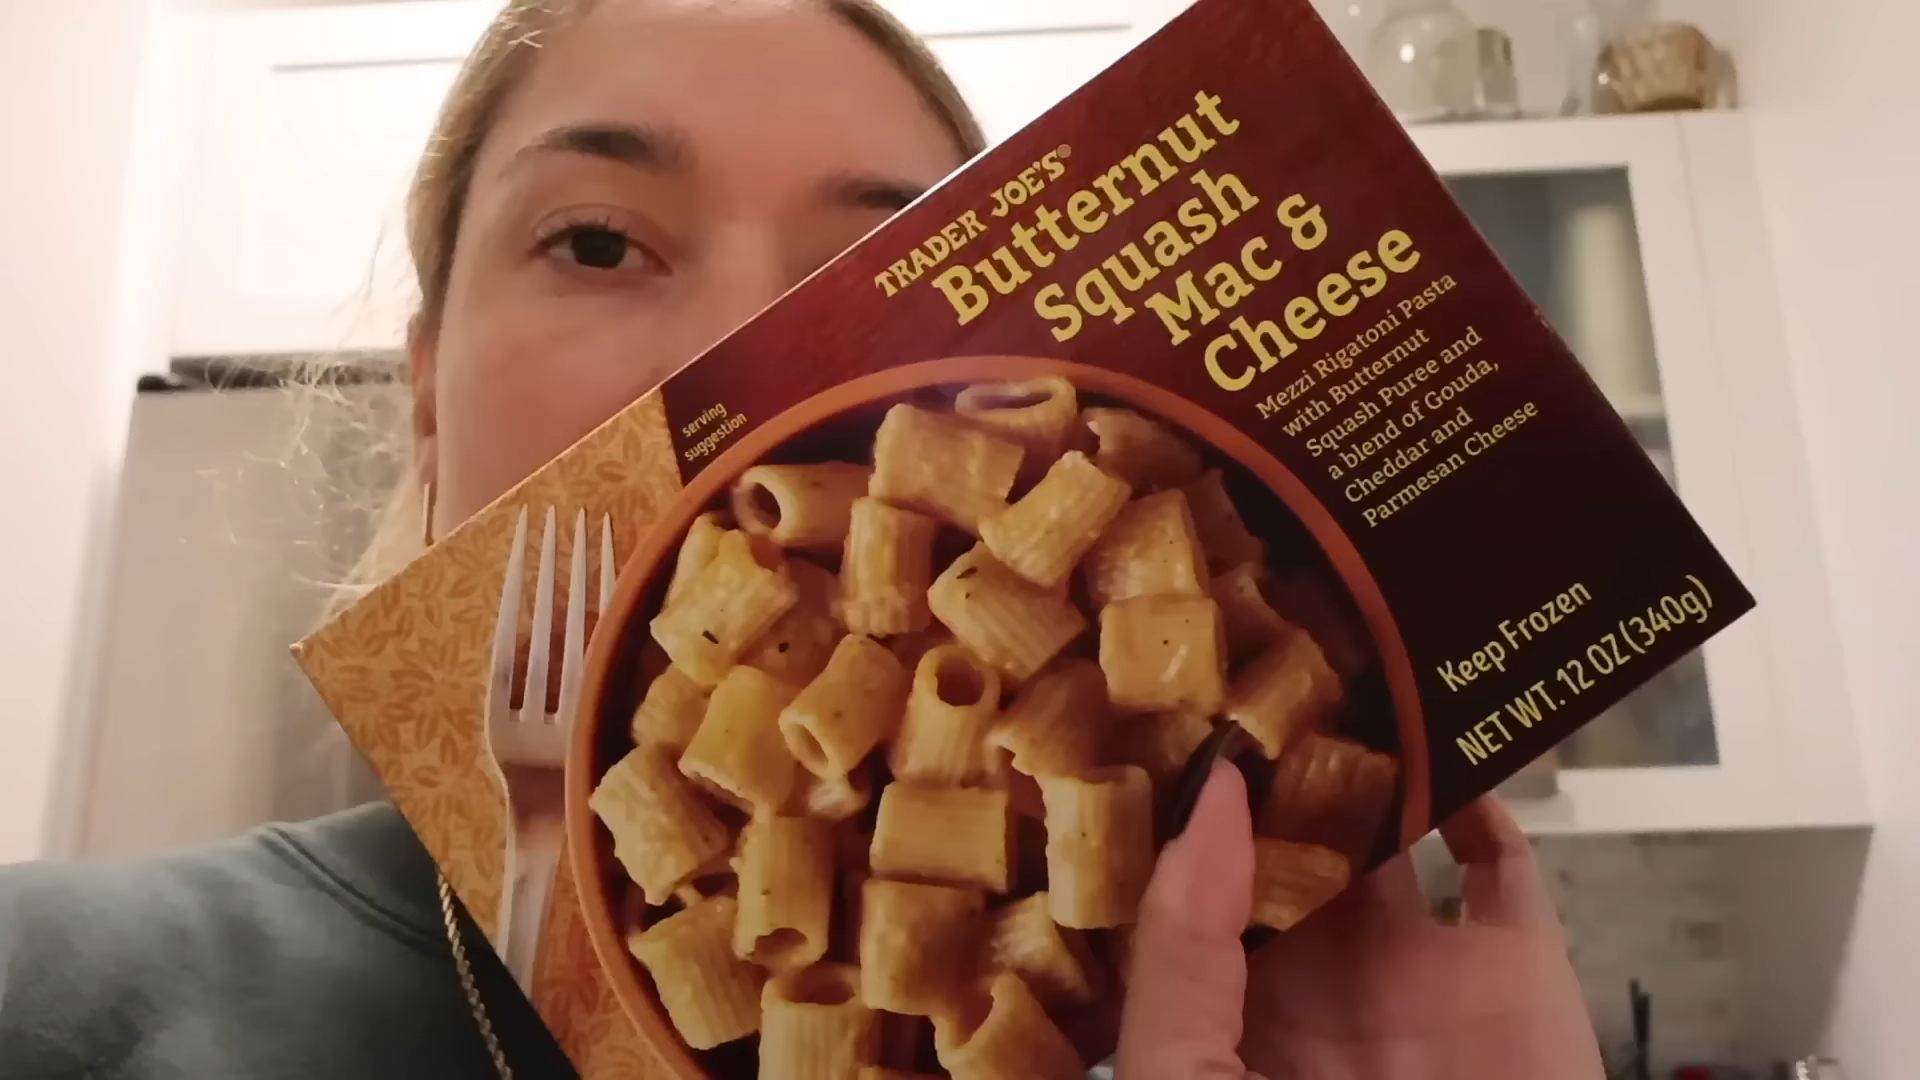 TRADER JOE'S®
Butternut
Squash
Mac &
Cheese
Mezzi Rigatoni Pasta
with Butternut
Squash Puree and
a blend of Gouda,
Cheddar and
Parmesan Cheese
serving
suggestion
Keep Frozen
NET WT. 12 OZ (340g)